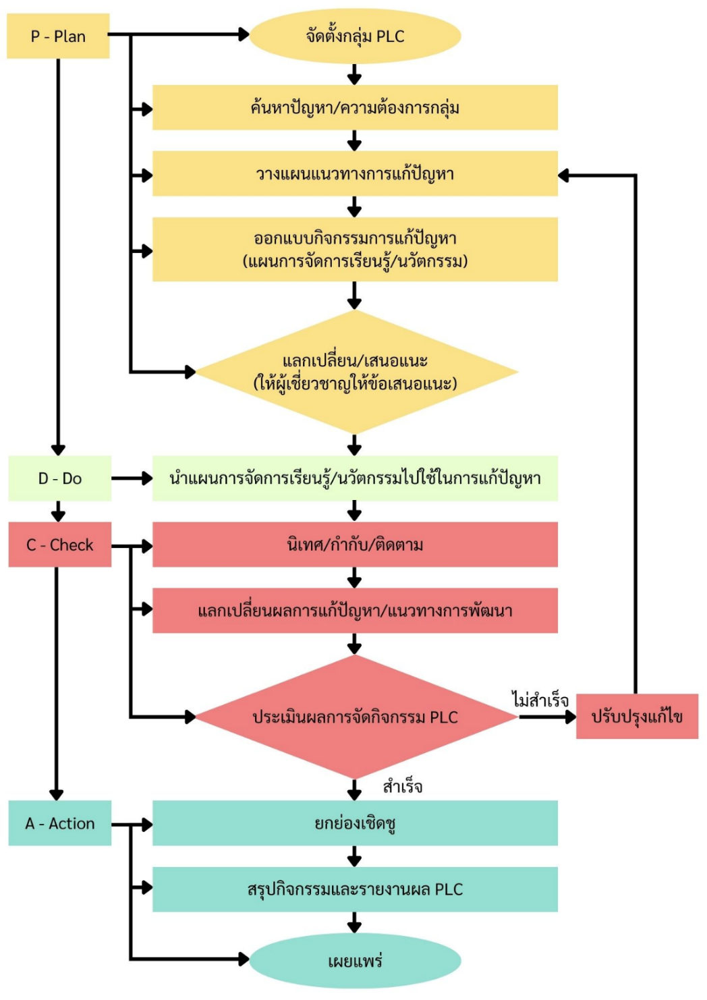 P - Plan
จัดตั้งกลุ่ม PLC
ค้นหาปัญหา/ความต้องการกลุ่ม
วางแผนแนวทางการแก้ปัญหา
ออกแบบกิจกรรมการแก้ปัญหา
(แผนการจัดการเรียนรู้/นวัตกรรม)
แลกเปลี่ยน/เสนอแนะ
(ให้ผู้เชี่ยวชาญให้ข้อเสนอแนะ)
D - Do
นำแผนการจัดการเรียนรู้/นวัตกรรมไปใช้ในการแก้ปัญหา
C - Check
นิเทศ/กำกับ/ติดตาม
แลกเปลี่ยนผลการแก้ปัญหา/แนวทางการพัฒนา
ประเมินผลการจัดกิจกรรม PLC
ไม่สำเร็จ
ปรับปรุงแก้ไข
สำเร็จ
A - Action
ยกย่องเชิดชู
สรุปกิจกรรมและรายงานผล PLC
เผยแพร่